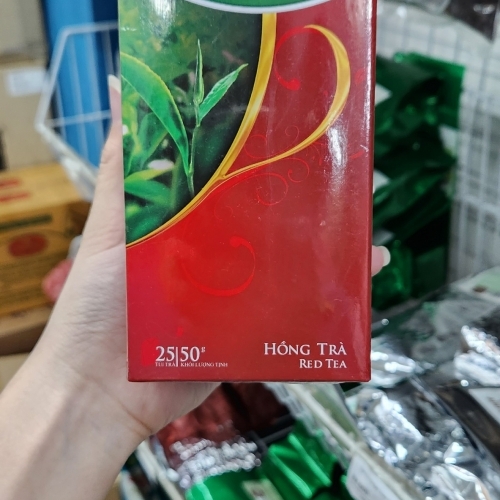 25|50g
TÚI TRÀ KHỐI LƯỢNG TỊNH
HỒNG TRÀ
RED TEA